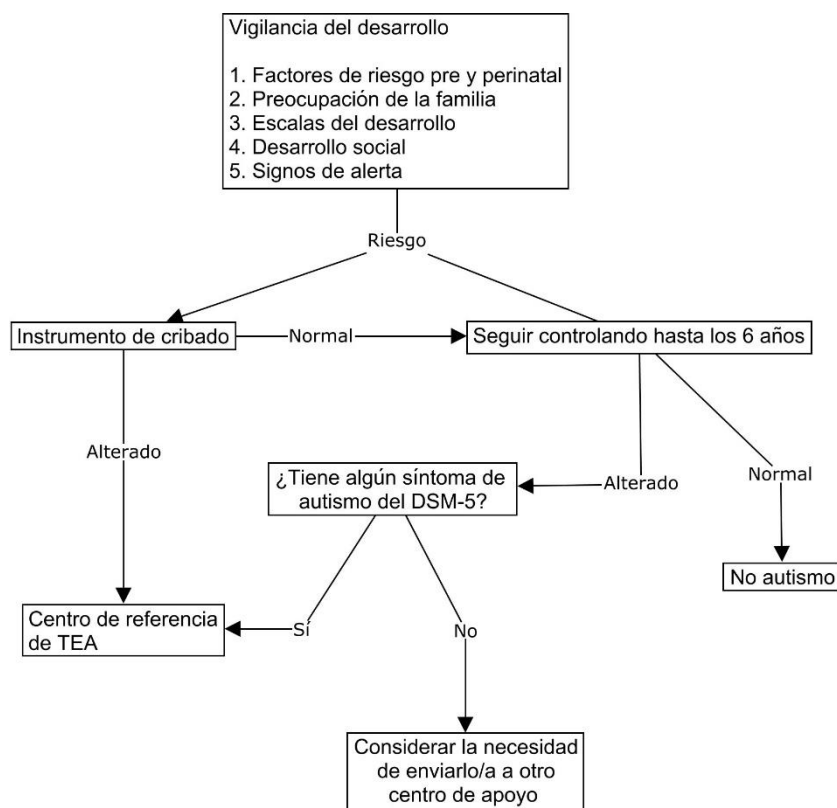 Vigilancia del desarrollo
1. Factores de riesgo pre y perinatal
2. Preocupación de la familia
3. Escalas del desarrollo
4. Desarrollo social
5. Signos de alerta
Riesgo
Instrumento de cribado
Normal
Seguir controlando hasta los 6 años
Alterado
¿Tiene algún síntoma de
autismo del DSM-5?
Alterado
Normal
No autismo
Centro de referencia
de TEA
Sí
No
Considerar la necesidad
de enviarlo/a a otro
centro de apoyo